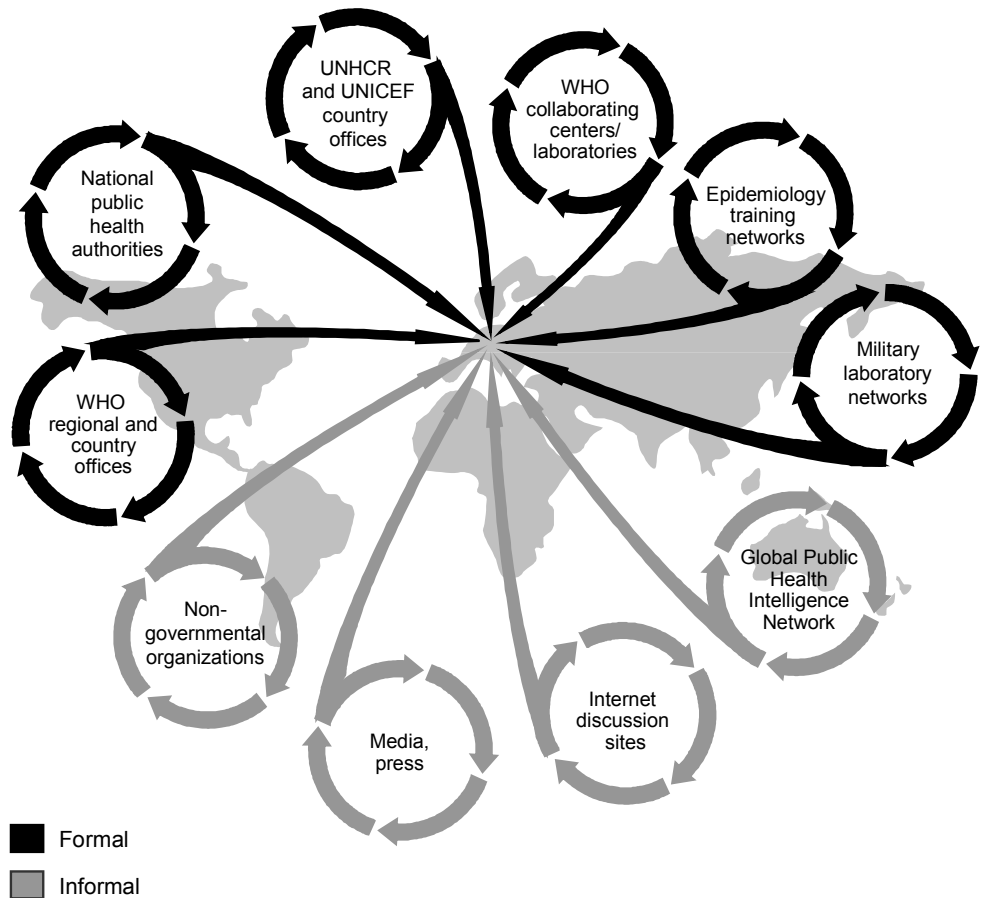 UNHCR
and UNICEF
country
offices
WHO
collaborating
centers/
laboratories
National
public
health
authorities
Epidemiology
training
networks
WHO
regional and
country
offices
Military
laboratory
networks
Non-
governmental
organizations
Media,
press
Internet
discussion
sites
Global Public
Health
Intelligence
Network
Formal
Informal